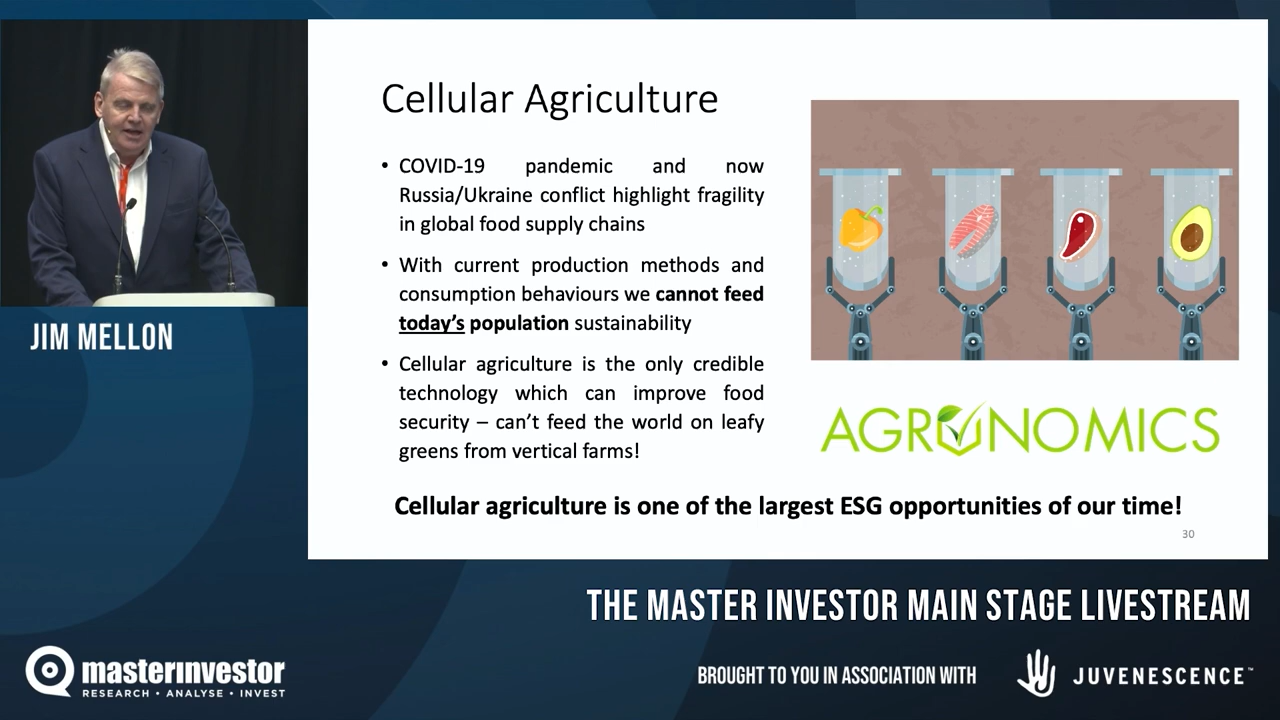 Cellular Agriculture
• COVID-19 pandemic and now
Russia/Ukraine conflict highlight fragility
in global food supply chains
• With current production methods and
consumption behaviours we cannot feed
today's population sustainability
• Cellular agriculture is the only credible
technology which can improve food
security – can't feed the world on leafy
greens from vertical farms!
AGRONOMICS
Cellular agriculture is one of the largest ESG opportunities of our time!
30
JIM MELLON
THE MASTER INVESTOR MAIN STAGE LIVESTREAM
masterinvestor
RESEARCH • ANALYSE • INVEST
BROUGHT TO YOU IN ASSOCIATION WITH
JUVENESCENCE™